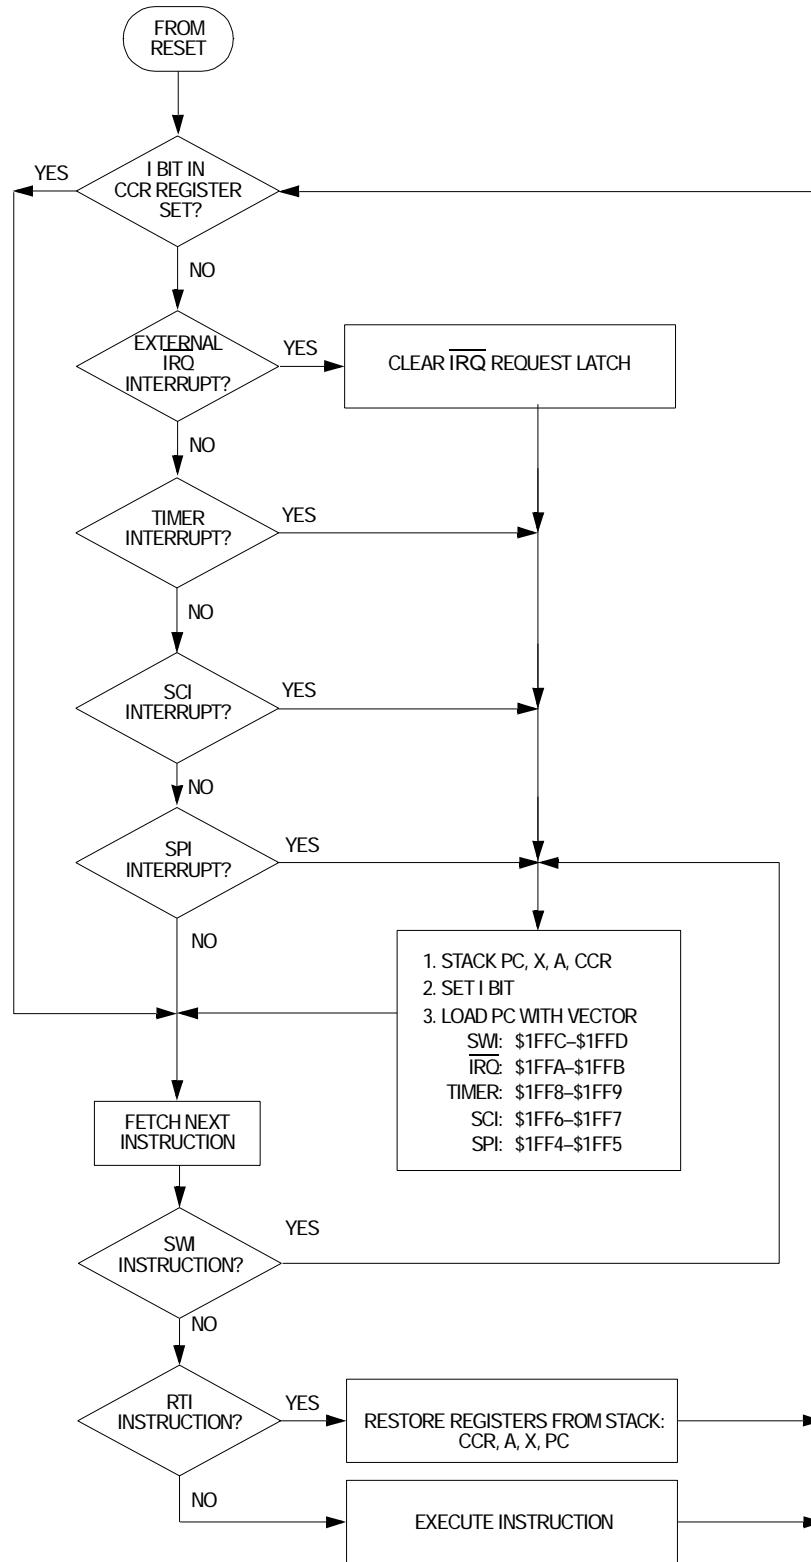 FROM
RESET
YES
I BIT IN
CCR REGISTER
SET?
NO
EXTERNAL
IRQ
INTERRUPT?
YES
CLEAR IRQ REQUEST LATCH
NO
TIMER
INTERRUPT?
YES
NO
SCI
INTERRUPT?
YES
NO
SPI
INTERRUPT?
YES
NO
1. STACK PC, X, A, CCR
2. SET I BIT
3. LOAD PC WITH VECTOR
SWI: $1FFC–$1FFD
IRQ: $1FFA–$1FFB
TIMER: $1FF8–$1FF9
SCI: $1FF6–$1FF7
SPI: $1FF4–$1FF5
FETCH NEXT
INSTRUCTION
SWI
INSTRUCTION?
YES
NO
RTI
INSTRUCTION?
YES
RESTORE REGISTERS FROM STACK:
CCR, A, X, PC
NO
EXECUTE INSTRUCTION